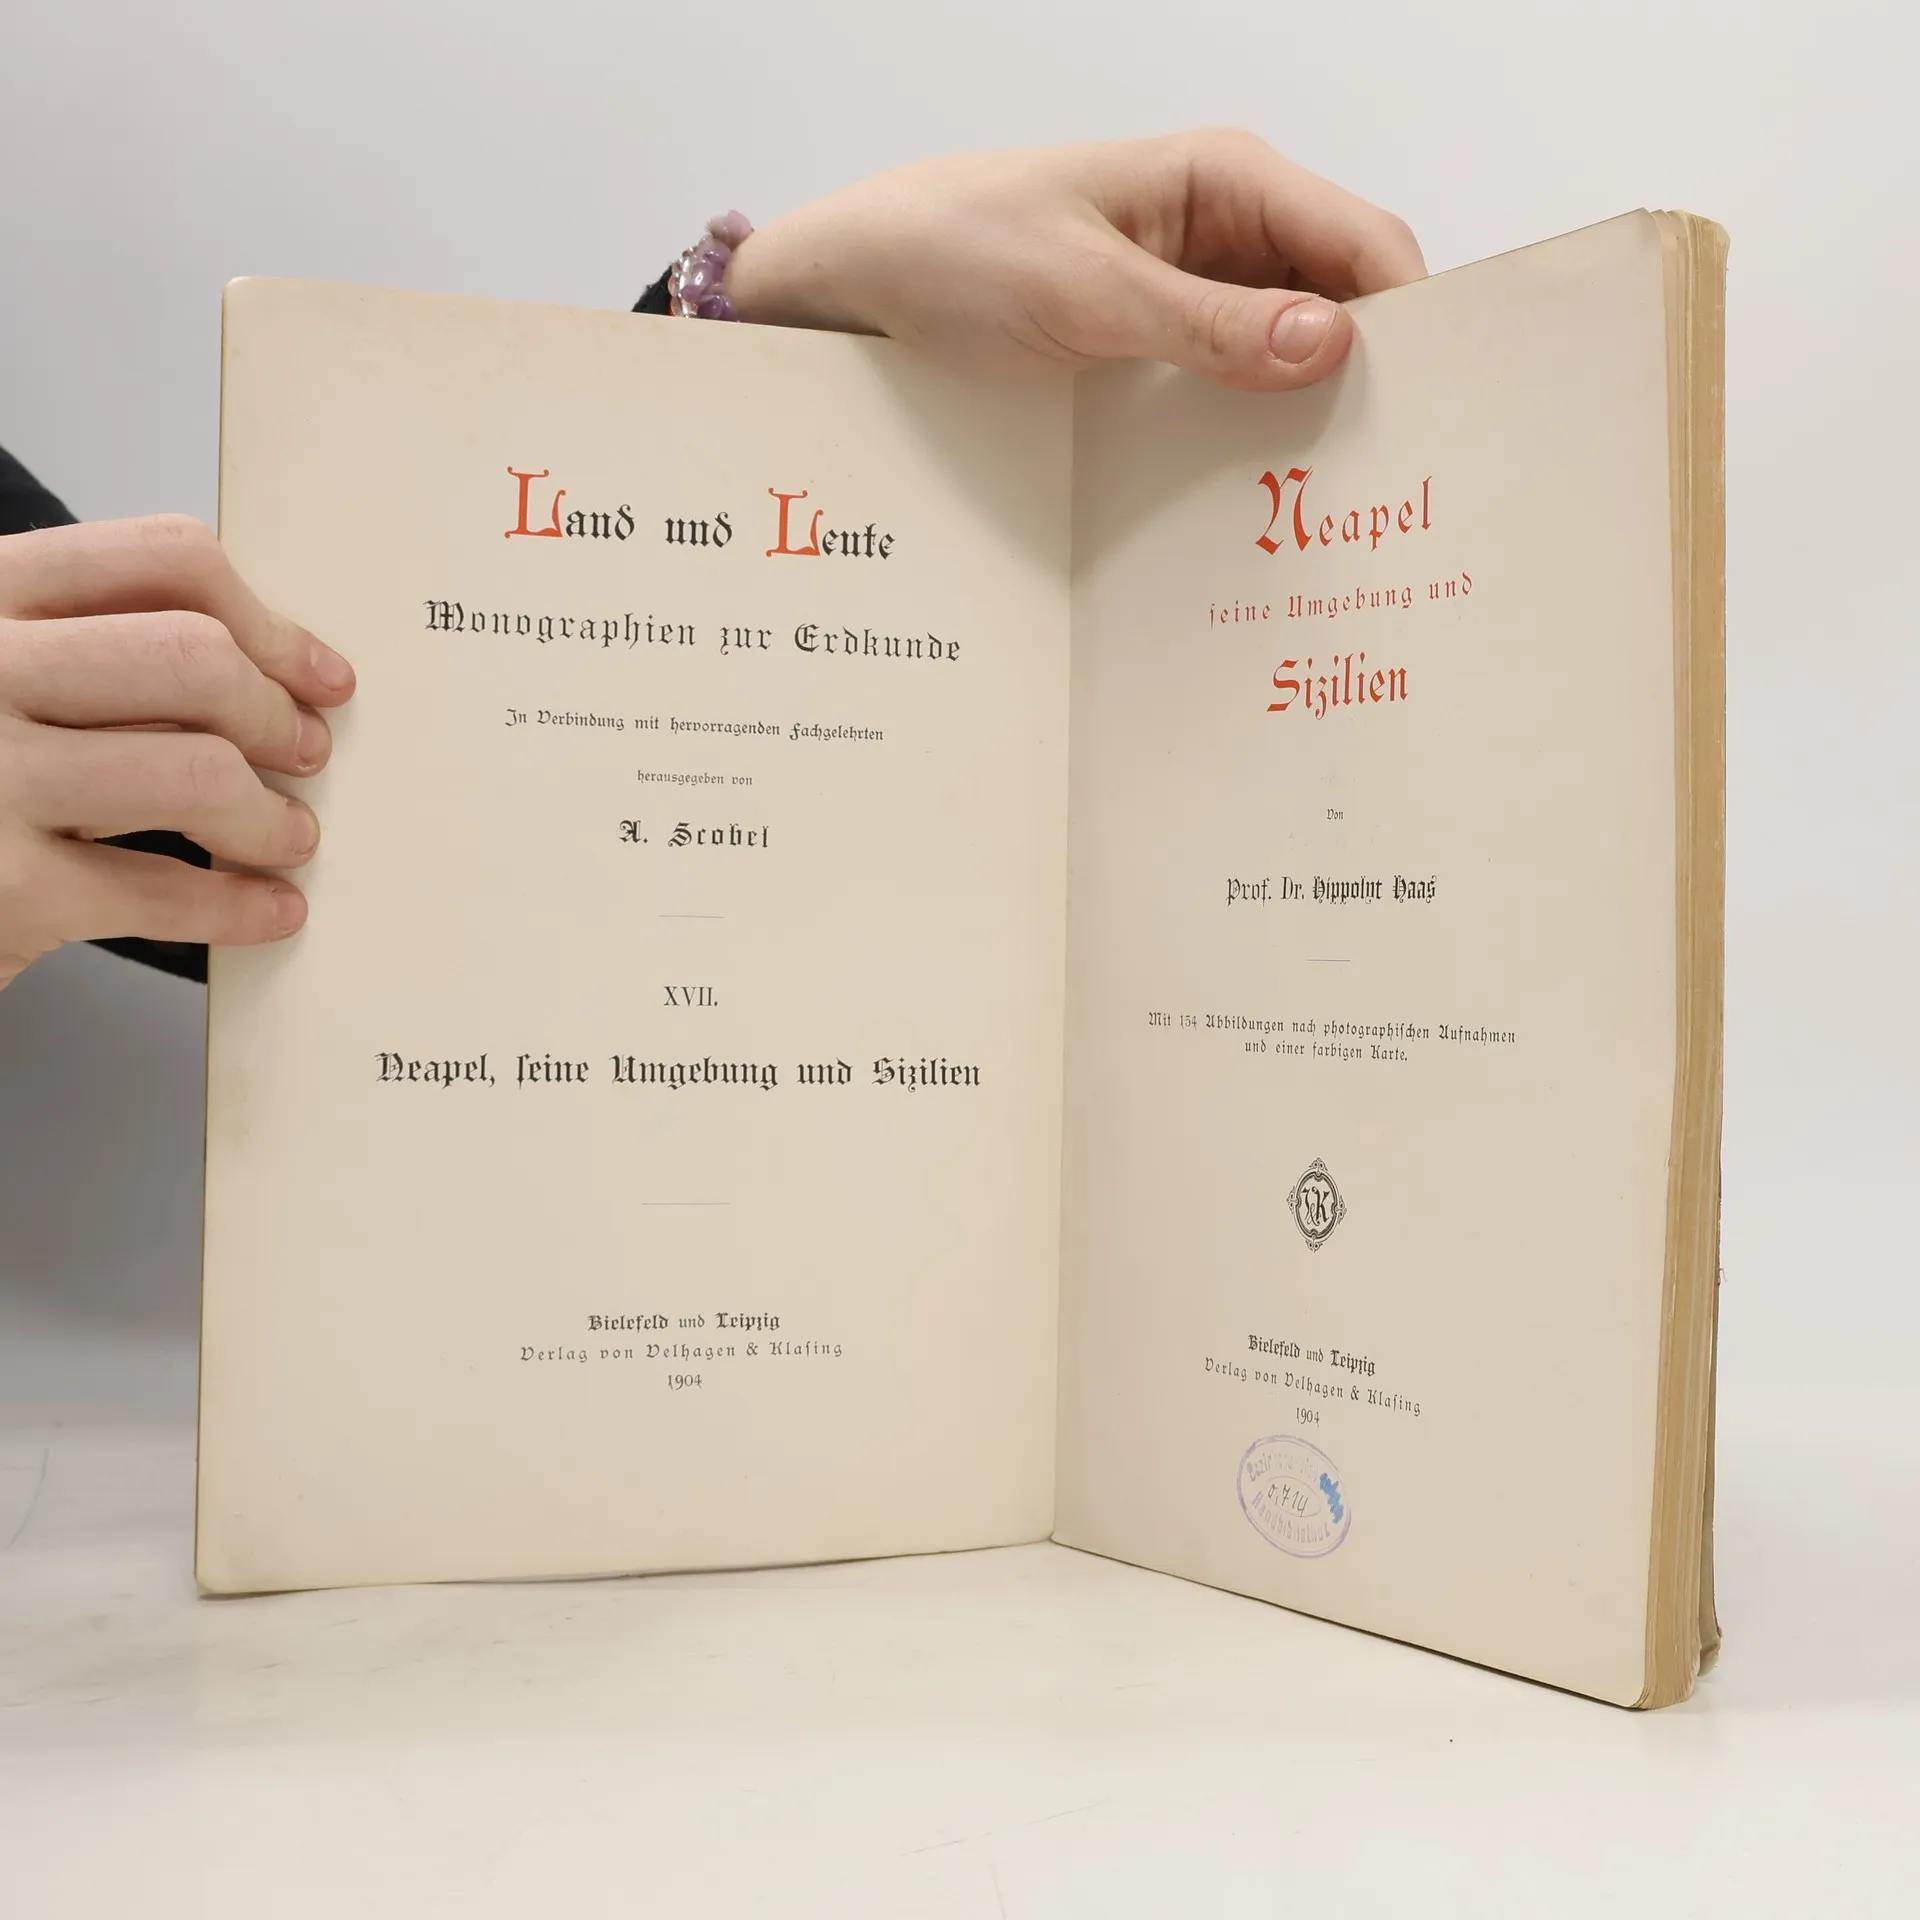 Land und Leute
Monographien zur Erdkunde
In Verbindung mit hervorragenden Fachgelehrten
herausgegeben von
A. Scobel
XVII.
Neapel, ſeine Umgebung und Sizilien
Bielefeld und Leipzig
Verlag von Velhagen & Klaſing
1904
Neapel
ſeine Umgebung und
Sizilien
Von
Prof. Dr. Hippolyt Haas
Mit 154 Abbildungen nach photographiſchen Aufnahmen
und einer farbigen Karte.
VK
Bielefeld und Leipzig
Verlag von Velhagen & Klaſing
1904
Handbibliothek